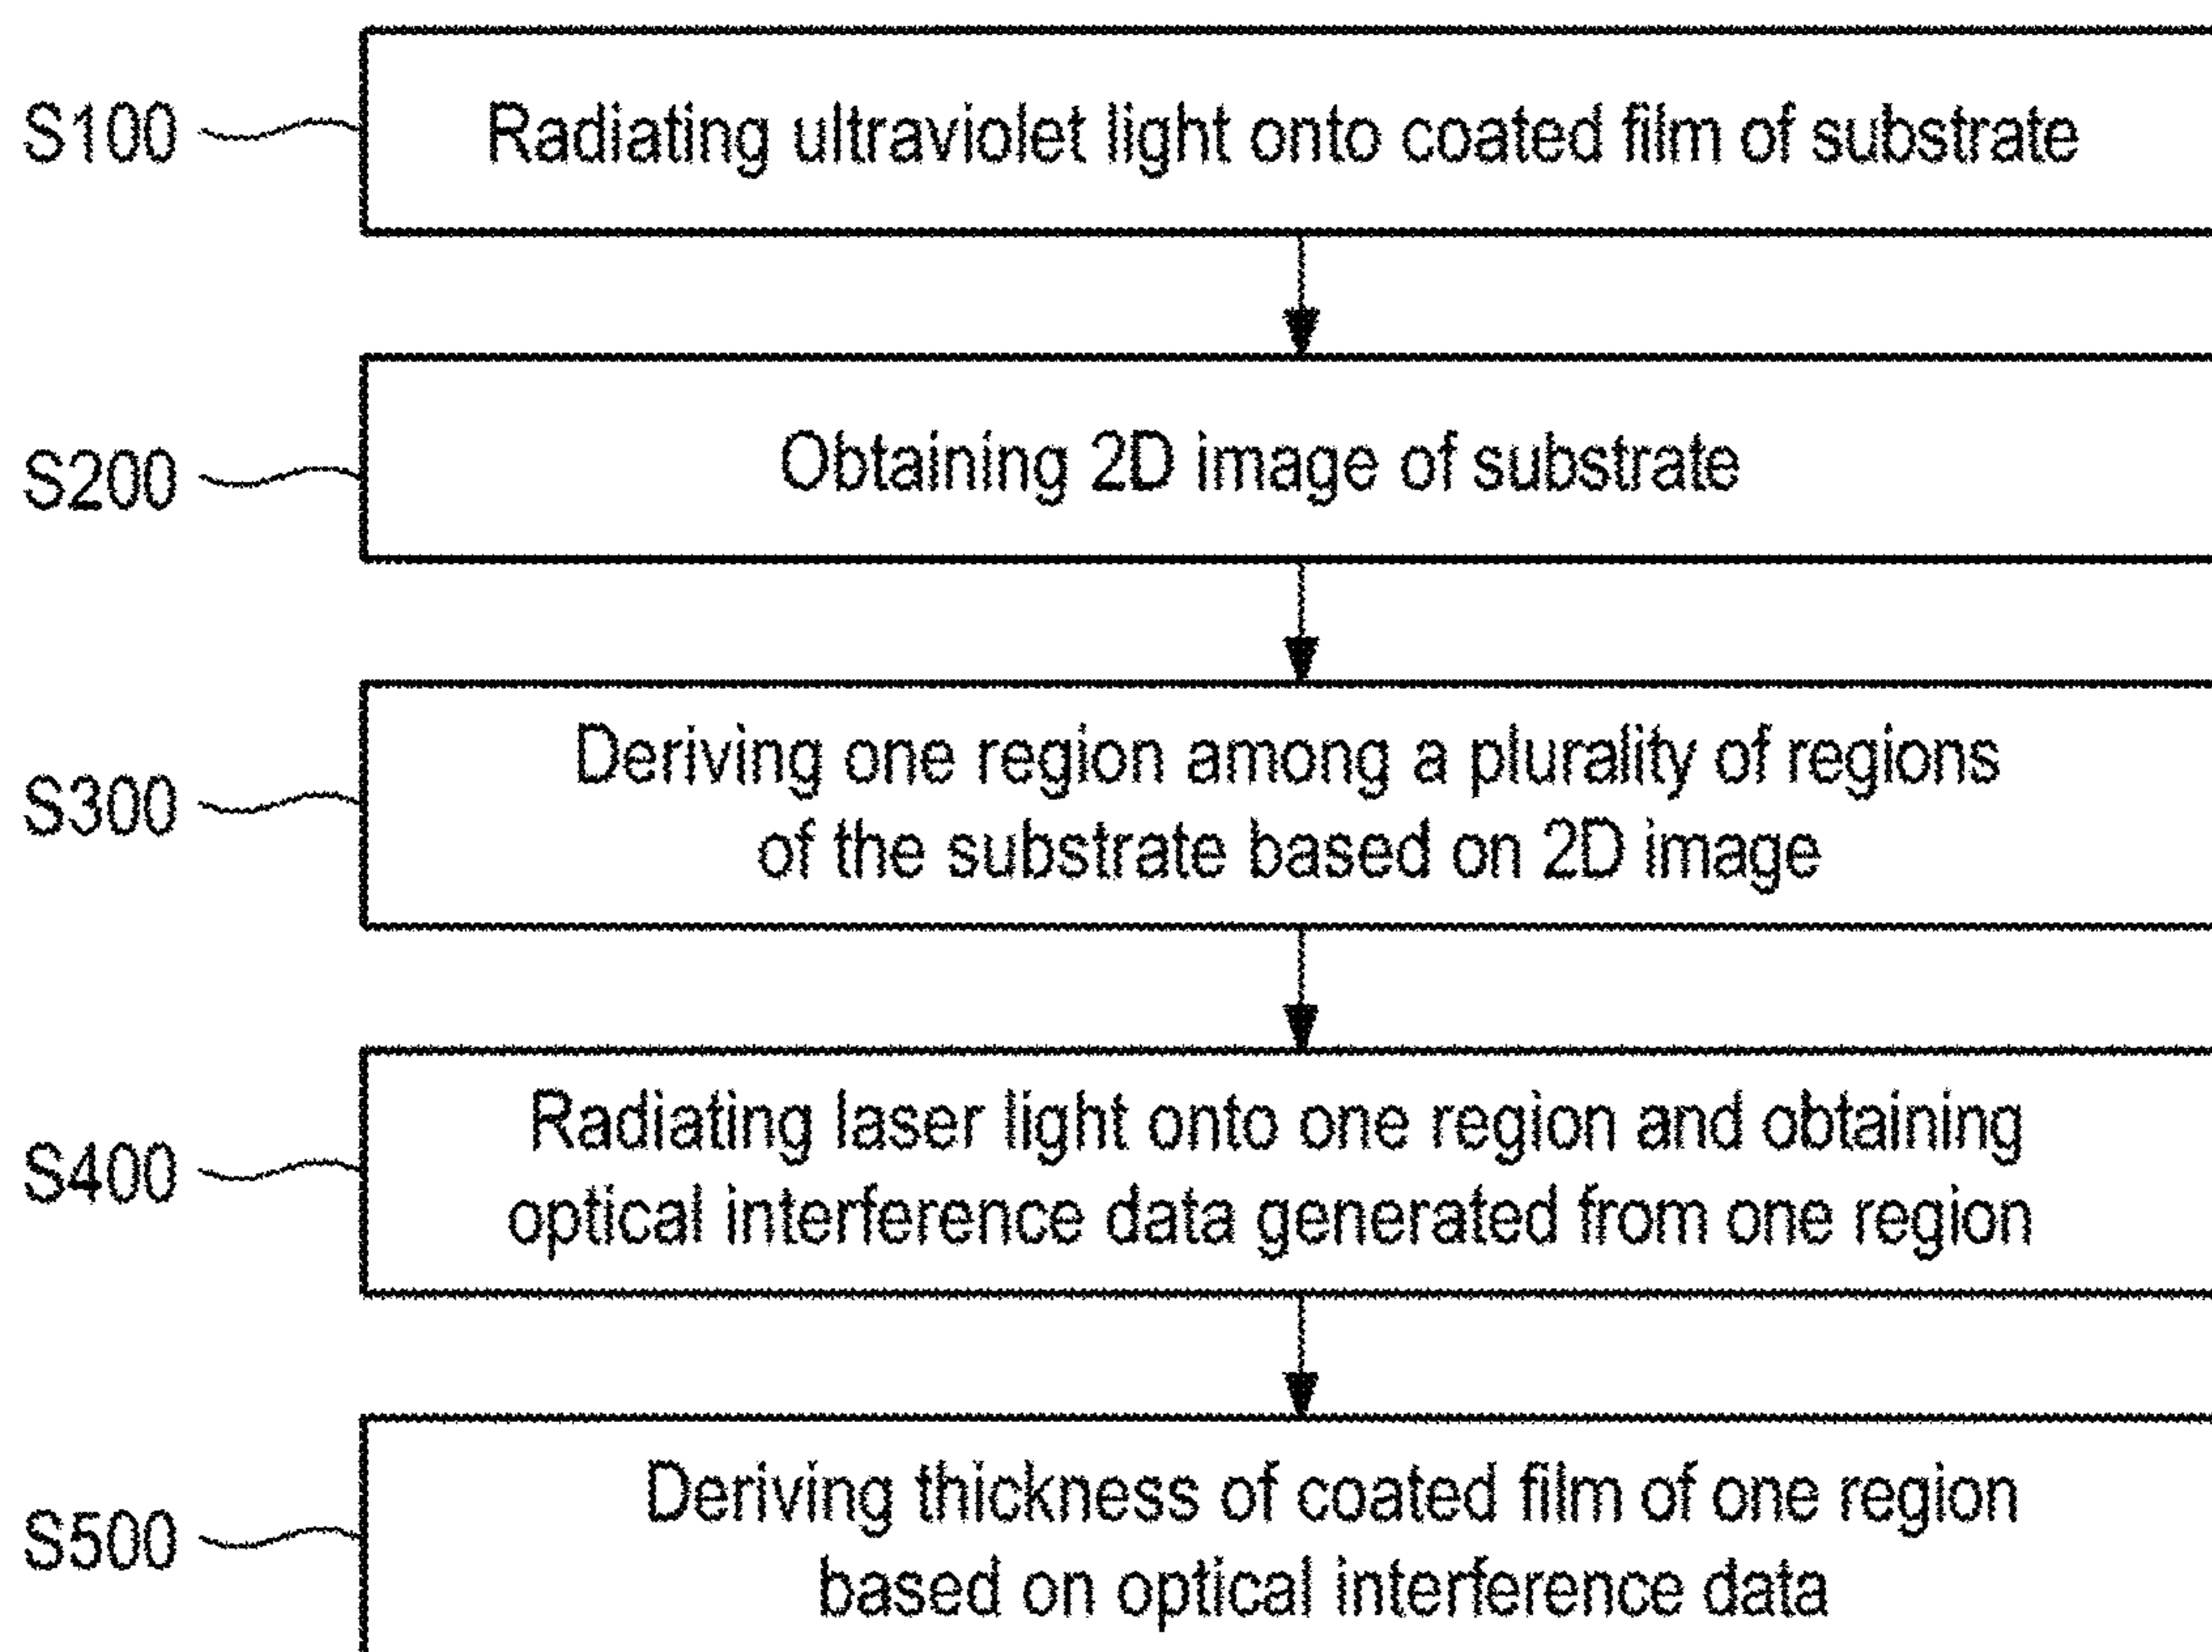 S100
Radiating ultraviolet light onto coated film of substrate
S200
Obtaining 2D image of substrate
S300
Deriving one region among a plurality of regions
of the substrate based on 2D image
S400
Radiating laser light onto one region and obtaining
optical interference data generated from one region
S500
Deriving thickness of coated film of one region
based on optical interference data